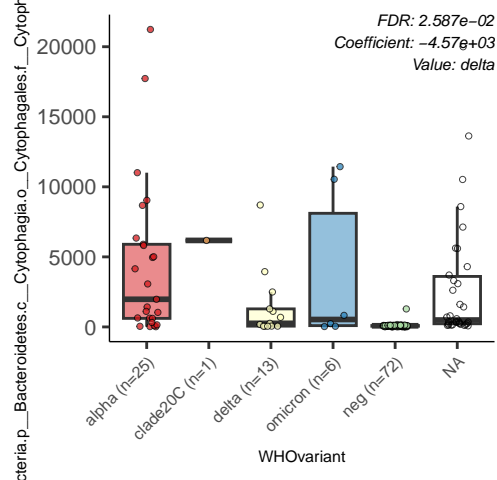 FDR: 2.587e−02
Coefficient: −4.57e+03
Value: delta
cteria.p__Bacteroidetes.c__Cytophagia.o__Cytophagales.f__Cytoph
20000
15000
10000
5000
0
alpha (n=25)
clade20C (n=1)
delta (n=13)
omicron (n=6)
neg (n=72)
NA
WHOvariant